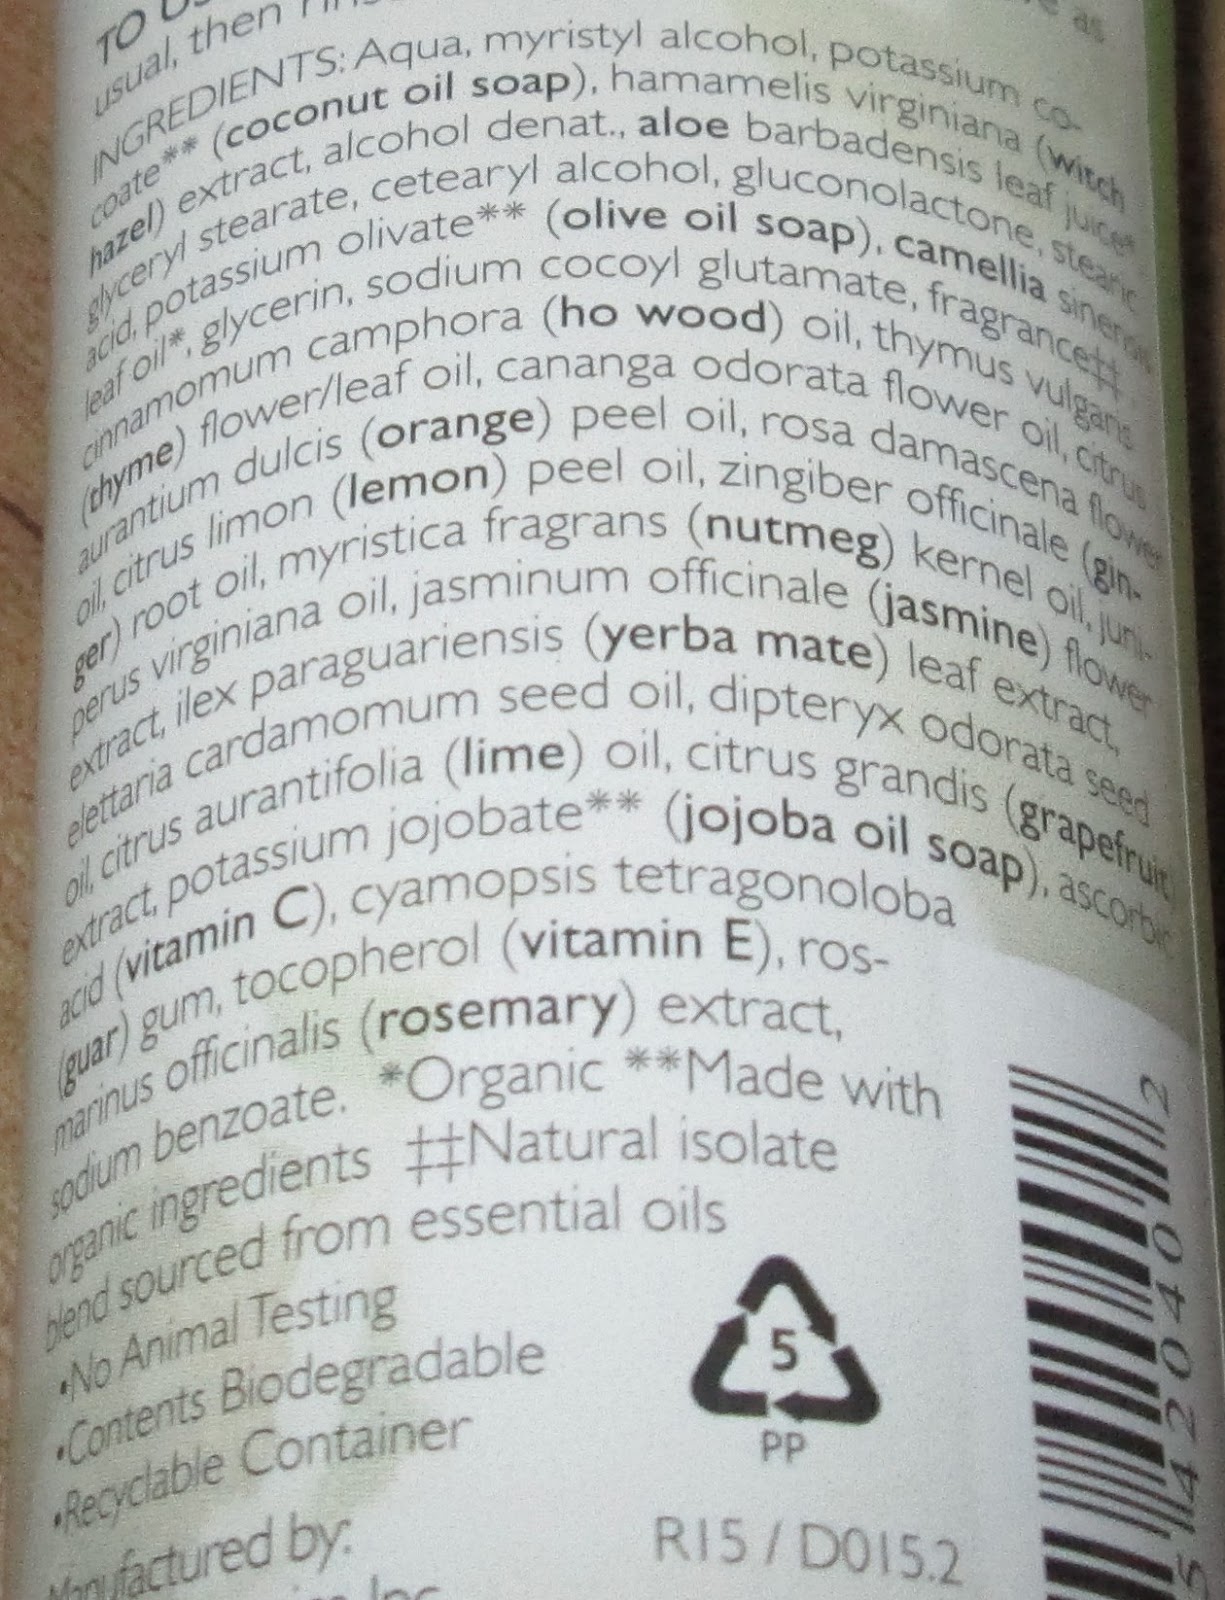 TO US
usual, then rinse as
INGREDIENTS: Aqua, myristyl alcohol, potassium co-
coate** (coconut oil soap), hamamelis virginiana (witch
hazel) extract, alcohol denat., aloe barbadensis leaf juice*
glyceryl stearate, cetearyl alcohol, gluconolactone, stearic
acid, potassium olivate** (olive oil soap), camellia sinensis
leaf oil*, glycerin, sodium cocoyl glutamate, fragrance‡‡,
cinnamomum camphora (ho wood) oil, thymus vulgaris
(thyme) flower/leaf oil, cananga odorata flower oil, citrus
aurantium dulcis (orange) peel oil, rosa damascena flower
oil, citrus limon (lemon) peel oil, zingiber officinale (gin-
ger) root oil, myristica fragrans (nutmeg) kernel oil, juni-
perus virginiana oil, jasminum officinale (jasmine) flower
extract, ilex paraguariensis (yerba mate) leaf extract,
elettaria cardamomum seed oil, dipteryx odorata seed
oil, citrus aurantifolia (lime) oil, citrus grandis (grapefruit)
extract, potassium jojobate** (jojoba oil soap), ascorbic
acid (vitamin C), cyamopsis tetragonoloba
(guar) gum, tocopherol (vitamin E), ros-
marinus officinalis (rosemary) extract,
sodium benzoate. *Organic **Made with
organic ingredients ‡‡Natural isolate
blend sourced from essential oils
•No Animal Testing
•Contents Biodegradable
•Recyclable Container
Manufactured by:
Inc
5
PP
R15 / D015.2
5 42040 2